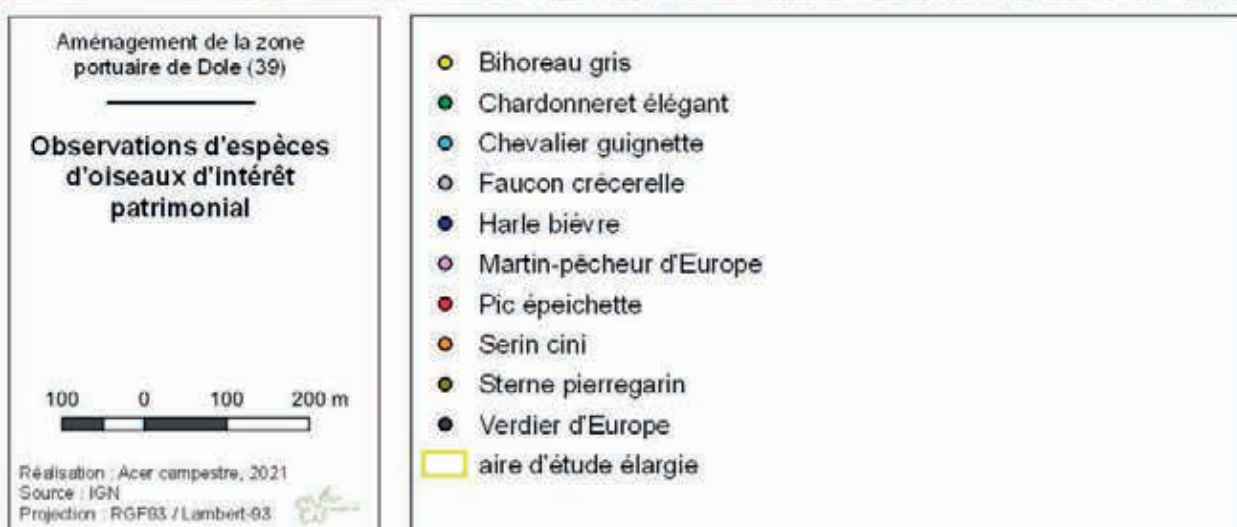 Aménagement de la zone
portuaire de Dole (39)
Observations d'espèces
d'oiseaux d'intérêt
patrimonial
100 0 100 200 m
Réalisation : Acer campestre, 2021
Source : IGN
Projection : RGF93 / Lambert-93
Bihoreau gris
Chardonneret élégant
Chevalier guignette
Faucon crécerelle
Harle bièvre
Martin-pêcheur d'Europe
Pic épeichette
Serin cini
Sterne pierregarin
Verdier d'Europe
aire d'étude élargie